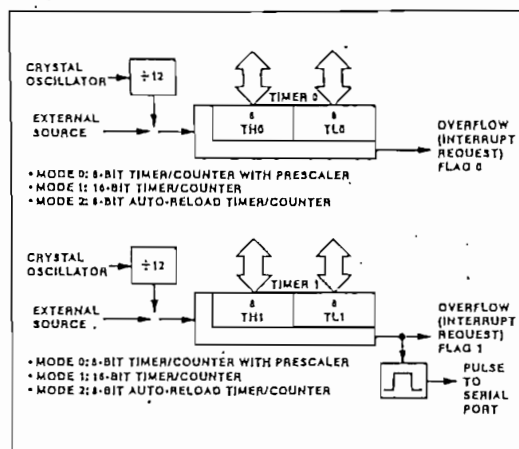 CRYSTAL
OSCILLATOR
÷12
TIMER 0
EXTERNAL
SOURCE
8
TH0
8
TL0
OVERFLOW
(INTERRUPT
REQUEST)
FLAG 0
• MODE 0: 8-BIT TIMER/COUNTER WITH PRESCALER
• MODE 1: 16-BIT TIMER/COUNTER
• MODE 2: 8-BIT AUTO-RELOAD TIMER/COUNTER
CRYSTAL
OSCILLATOR
÷12
TIMER 1
EXTERNAL
SOURCE
8
TH1
8
TL1
OVERFLOW
(INTERRUPT
REQUEST)
FLAG 1
• MODE 0: 8-BIT TIMER/COUNTER WITH PRESCALER
• MODE 1: 16-BIT TIMER/COUNTER
• MODE 2: 8-BIT AUTO-RELOAD TIMER/COUNTER
PULSE
TO
SERIAL
PORT